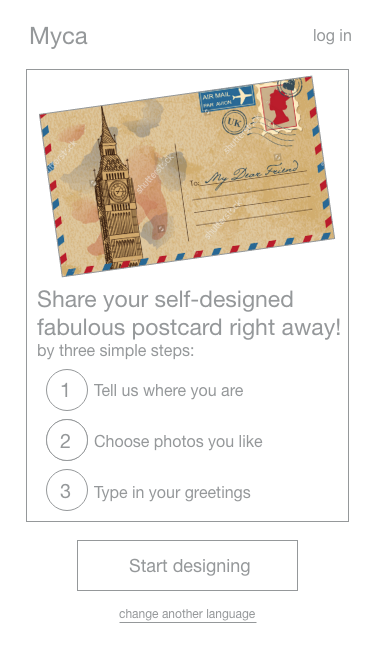 Myca
log in
AIR MAIL
PAR AVION
UK
To: My Dear Friend
shutterstock
shutterstock
Share your self-designed
fabulous postcard right away!
by three simple steps:
1 Tell us where you are
2 Choose photos you like
3 Type in your greetings
Start designing
change another language